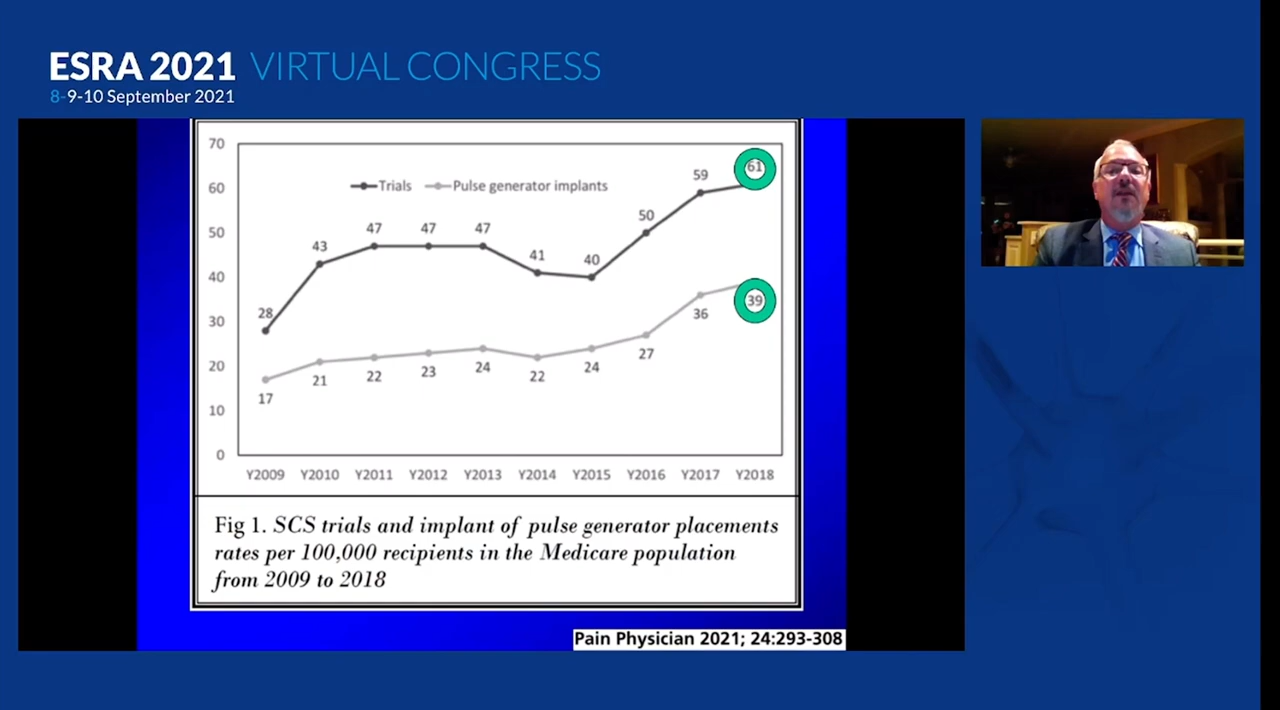 ESRA 2021 VIRTUAL CONGRESS
8-9-10 September 2021
70
60
50
40
30
20
10
0
Trials Pulse generator implants
28 43 47 47 47 41 40 50 59 61
17 21 22 23 24 22 24 27 36 39
Y2009 Y2010 Y2011 Y2012 Y2013 Y2014 Y2015 Y2016 Y2017 Y2018
Fig 1. SCS trials and implant of pulse generator placements
rates per 100,000 recipients in the Medicare population
from 2009 to 2018
Pain Physician 2021; 24:293-308